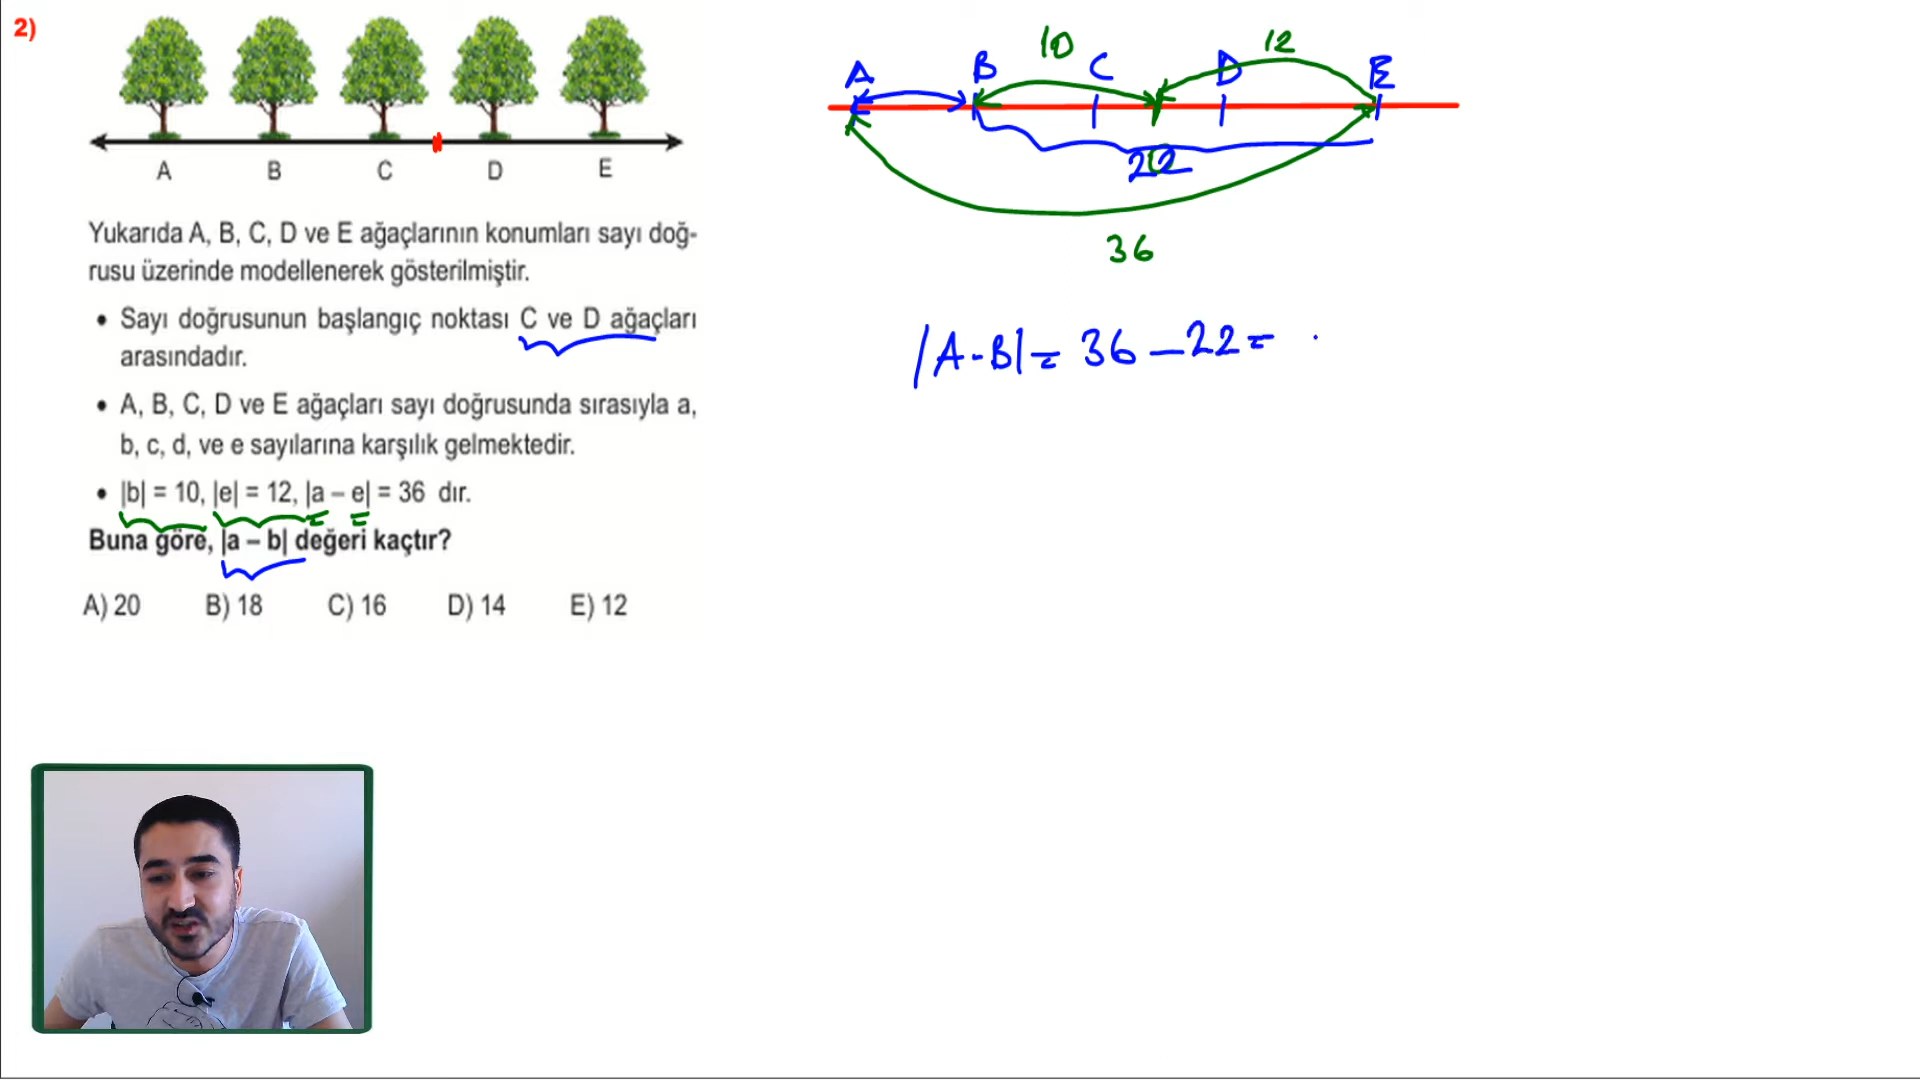 2)
A B C D E
Yukarıda A, B, C, D ve E ağaçlarının konumları sayı doğ-
rusu üzerinde modellenerek gösterilmiştir.
• Sayı doğrusunun başlangıç noktası C ve D ağaçları
arasındadır.
• A, B, C, D ve E ağaçları sayı doğrusunda sırasıyla a,
b, c, d, ve e sayılarına karşılık gelmektedir.
• |b| = 10, |e| = 12, |a – e| = 36 dır.
Buna göre, |a – b| değeri kaçtır?
A) 20 B) 18 C) 16 D) 14 E) 12
10 12
A B C D E
22
36
|A-B| = 36 - 22 =